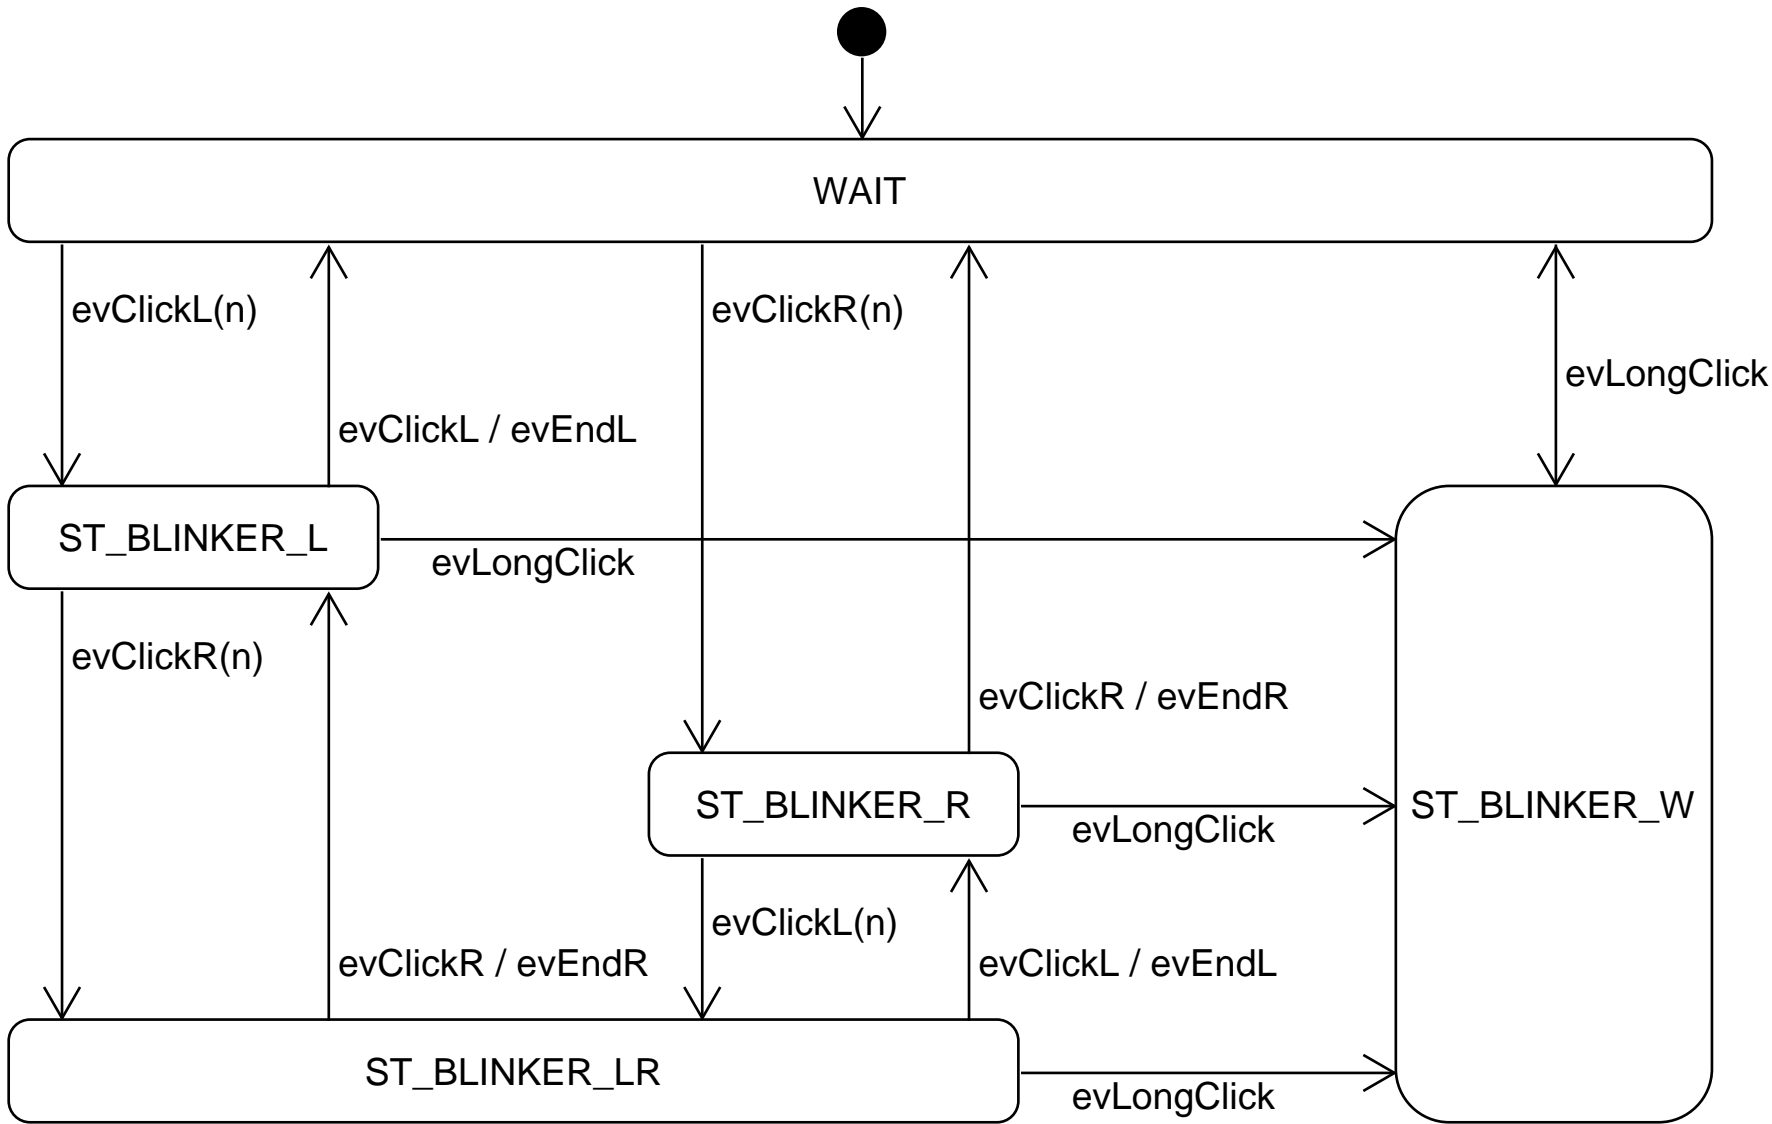 WAIT
evClickL(n)
evClickR(n)
evLongClick
evClickL / evEndL
ST_BLINKER_L
evLongClick
evClickR(n)
evClickR / evEndR
ST_BLINKER_R
ST_BLINKER_W
evLongClick
evClickL(n)
evClickR / evEndR
evClickL / evEndL
ST_BLINKER_LR
evLongClick